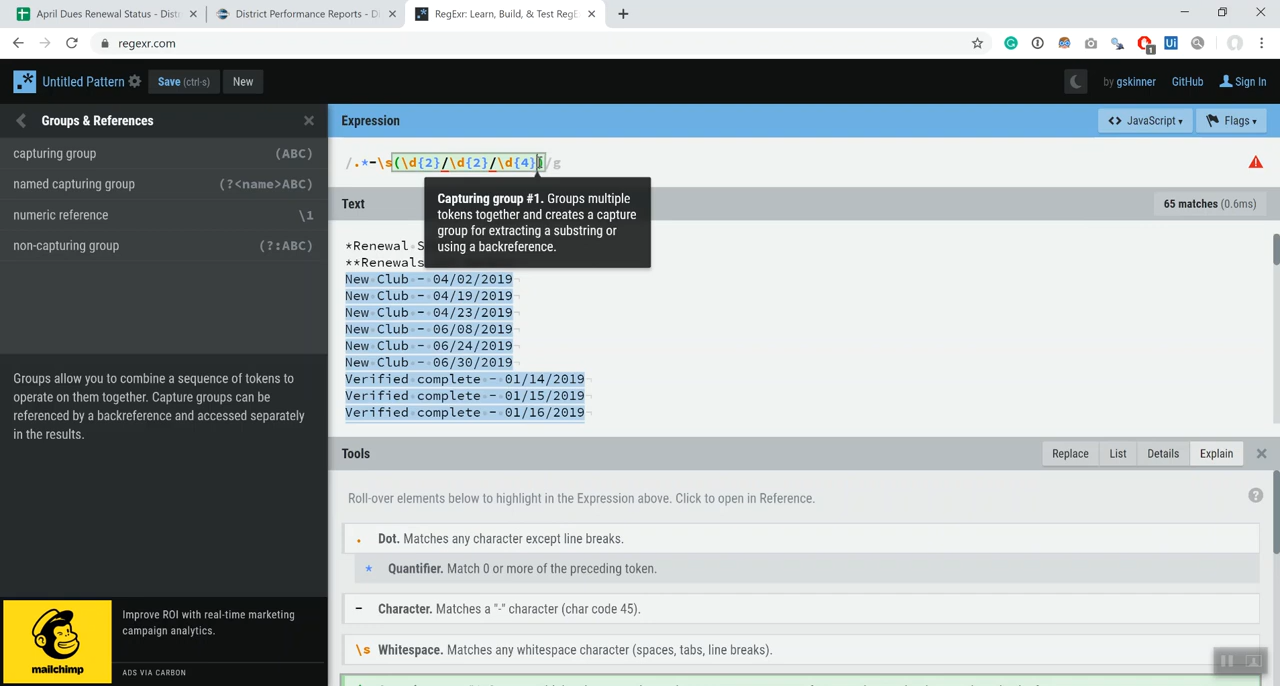 April Dues Renewal Status - Distr
District Performance Reports - D
RegExr: Learn, Build, & Test RegE
regexr.com
Untitled Pattern
Save (ctrl-s)
New
by gskinner
GitHub
Sign In
Groups & References
capturing group (ABC)
named capturing group (?<name>ABC)
numeric reference \1
non-capturing group (?:ABC)
Groups allow you to combine a sequence of tokens to
operate on them together. Capture groups can be
referenced by a backreference and accessed separately
in the results.
mailchimp
Improve ROI with real-time marketing
campaign analytics.
ADS VIA CARBON
Expression
JavaScript
Flags
/.*-\s(\d{2}/\d{2}/\d{4})/g
Capturing group #1. Groups multiple
tokens together and creates a capture
group for extracting a substring or
using a backreference.
Text
65 matches (0.6ms)
*Renewal S
**Renewals
New Club - 04/02/2019
New Club - 04/19/2019
New Club - 04/23/2019
New Club - 06/08/2019
New Club - 06/24/2019
New Club - 06/30/2019
Verified complete - 01/14/2019
Verified complete - 01/15/2019
Verified complete - 01/16/2019
Tools
Replace
List
Details
Explain
Roll-over elements below to highlight in the Expression above. Click to open in Reference.
. Dot. Matches any character except line breaks.
* Quantifier. Match 0 or more of the preceding token.
- Character. Matches a "-" character (char code 45).
\s Whitespace. Matches any whitespace character (spaces, tabs, line breaks).